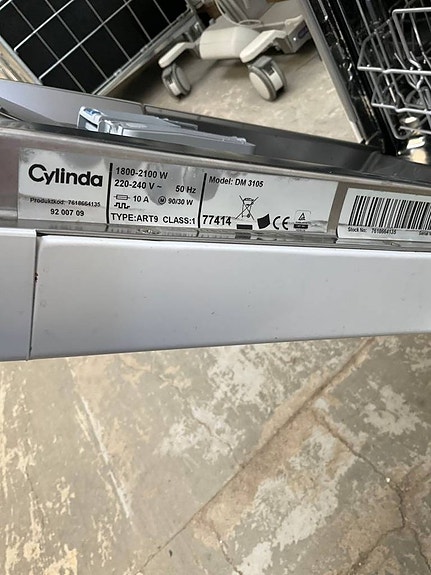 Cylinda
Produktkod: 7618664135
92 007 09
1800-2100 W
220-240 V ~ 50 Hz
10 A M 90/30 W
TYPE:ART9 CLASS:1
Model: DM 3105
77414
CE
Stock No: 7618664135